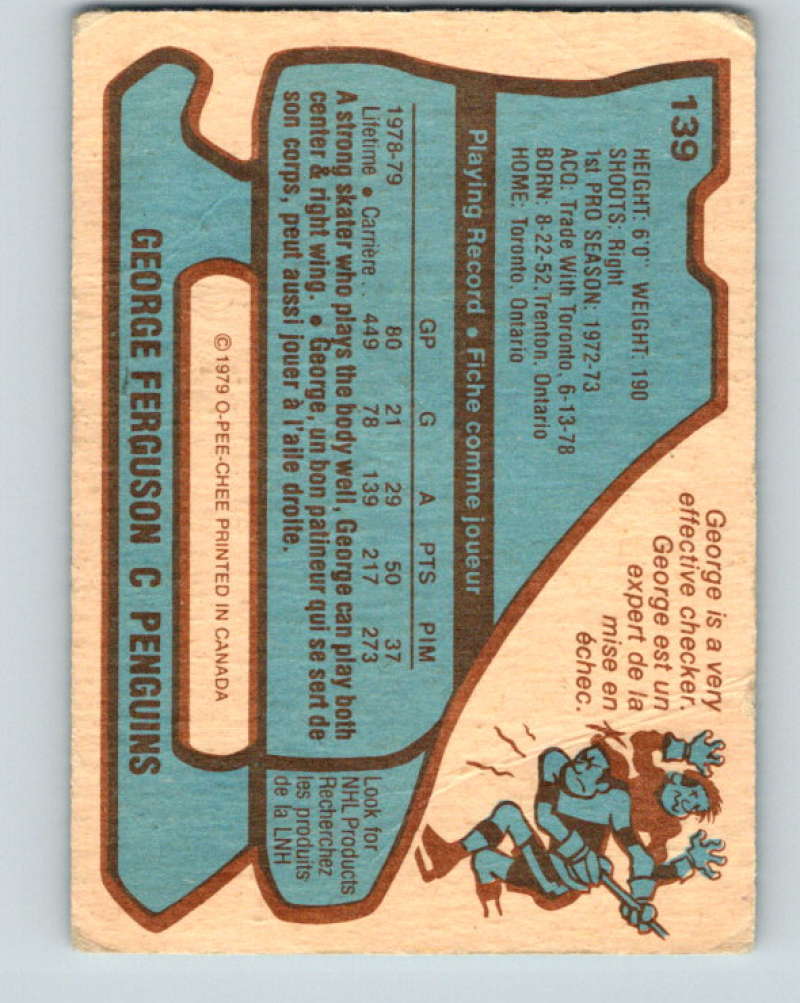 139
HEIGHT: 6'0" WEIGHT: 190
SHOOTS: Right
1st PRO SEASON: 1972-73
ACQ: Trade With Toronto, 6-13-78
BORN: 8-22-52, Trenton, Ontario
HOME: Toronto, Ontario
George is a very
effective checker.
George est un
expert de la
mise en
échec.
Playing Record • Fiche comme joueur
GP G A PTS PIM
1978-79 80 21 29 50 37
Lifetime • Carrière.. 449 78 139 217 273
A strong skater who plays the body well, George can play both
center & right wing. • George, un bon patineur qui se sert de
son corps, peut aussi jouer à l'aile droite.
Look for
NHL Products
Recherchez
les produits
de la LNH
© 1979 O-PEE-CHEE PRINTED IN CANADA
GEORGE FERGUSON C PENGUINS